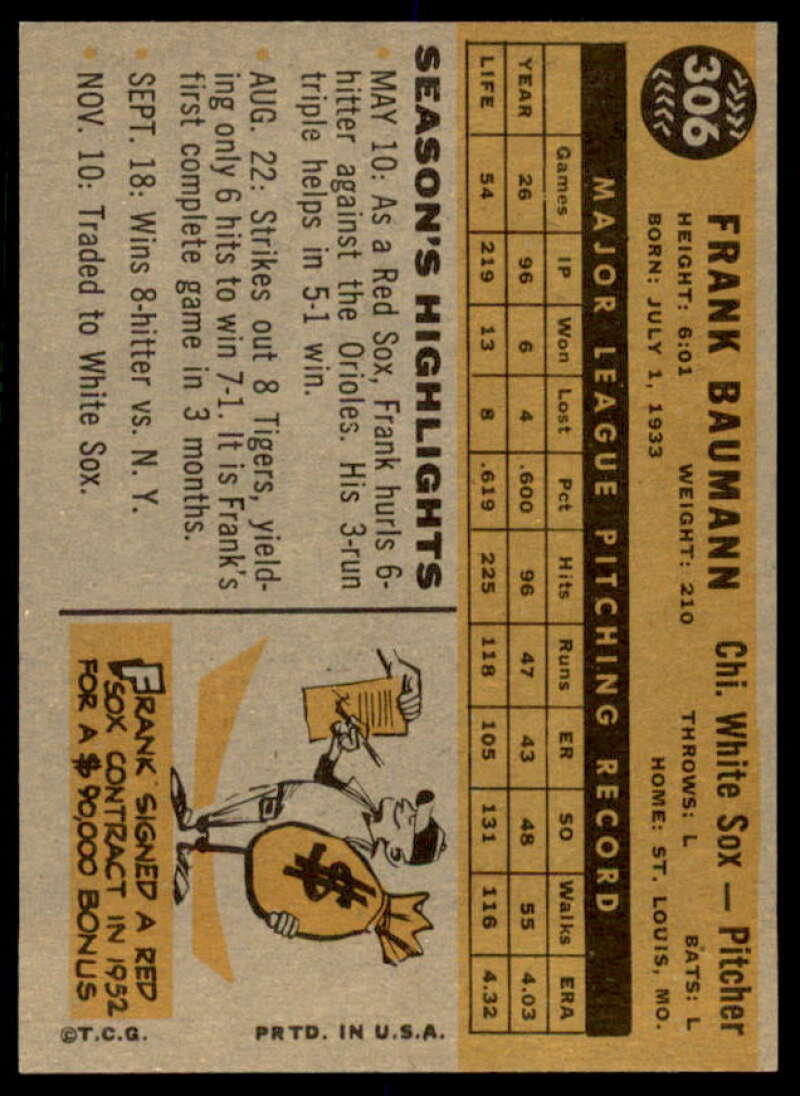 306
FRANK BAUMANN Chi. White Sox — Pitcher
HEIGHT: 6:01 WEIGHT: 210 THROWS: L BATS: L
BORN: JULY 1, 1933 HOME: ST. LOUIS, MO.
MAJOR LEAGUE PITCHING RECORD
Games IP Won Lost Pct Hits Runs ER SO Walks ERA
YEAR 26 96 6 4 .600 96 47 43 48 55 4.03
LIFE 54 219 13 8 .619 225 118 105 131 116 4.32
SEASON'S HIGHLIGHTS
• MAY 10: As a Red Sox, Frank hurls 6-
hitter against the Orioles. His 3-run
triple helps in 5-1 win.
• AUG. 22: Strikes out 8 Tigers, yield-
ing only 6 hits to win 7-1. It is Frank's
first complete game in 3 months.
• SEPT. 18: Wins 8-hitter vs. N. Y.
• NOV. 10: Traded to White Sox.
$
FRANK SIGNED A RED
SOX CONTRACT IN 1952
FOR A $90,000 BONUS
©T.C.G. PRTD. IN U.S.A.